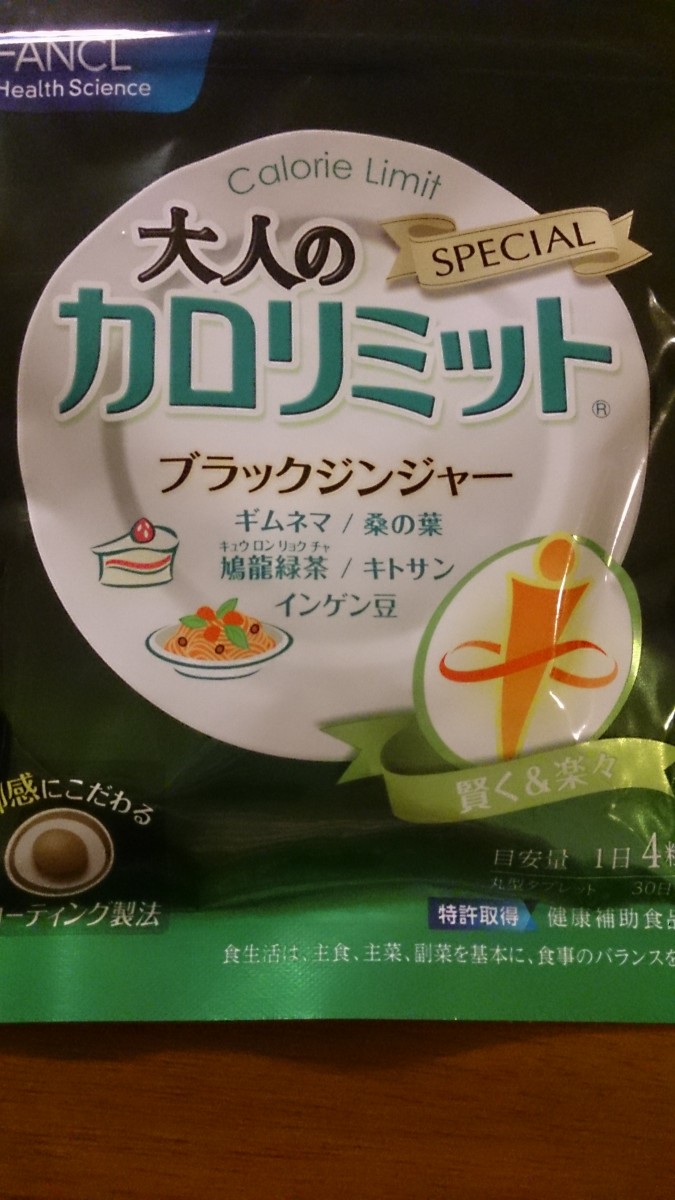 FANCL
Health Science
Calorie Limit
大人の
SPECIAL
カロリミット®
ブラックジンジャー
ギムネマ / 桑の葉
キュウ ロン リョク チャ
鳩龍緑茶 / キトサン
インゲン豆
賢く&楽々
感にこだわる
ーティング製法
目安量 1日 4粒
丸型タブレット 30日
特許取得 健康補助食品
食生活は、主食、主菜、副菜を基本に、食事のバランスを